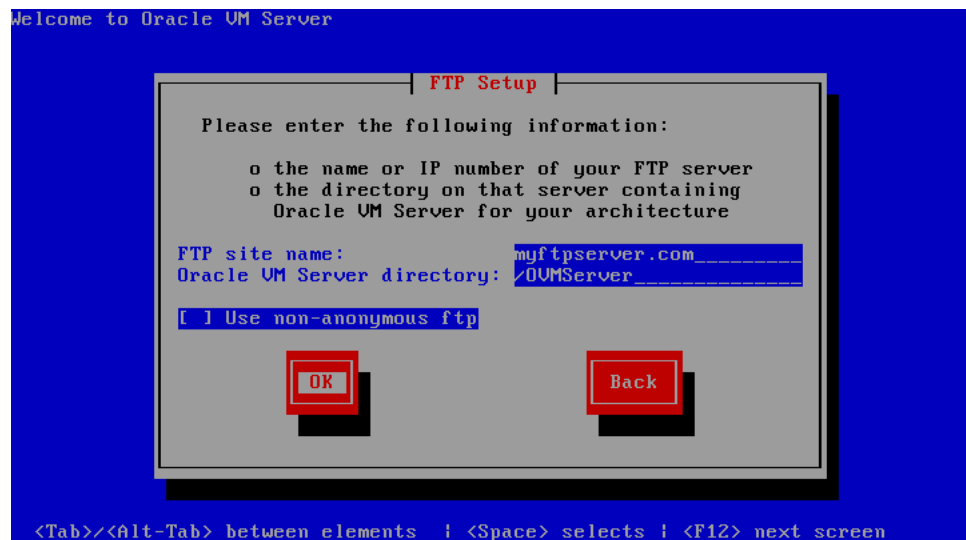 Welcome to Oracle VM Server
FTP Setup
Please enter the following information:
o the name or IP number of your FTP server
o the directory on that server containing
Oracle VM Server for your architecture
FTP site name: myftpserver.com_________
Oracle VM Server directory: /OVMServer______________
[ ] Use non-anonymous ftp
OK Back
<Tab>/<Alt-Tab> between elements | <Space> selects | <F12> next screen